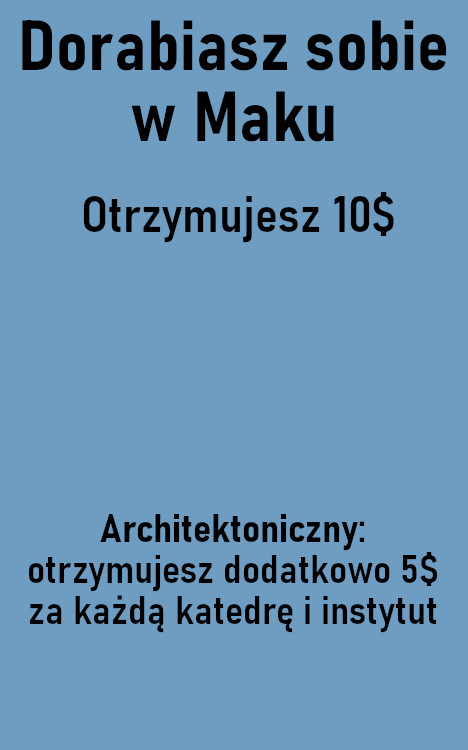 Dorabiasz sobie
w Maku
Otrzymujesz 10$
Architektoniczny:
otrzymujesz dodatkowo 5$
za każdą katedrę i instytut